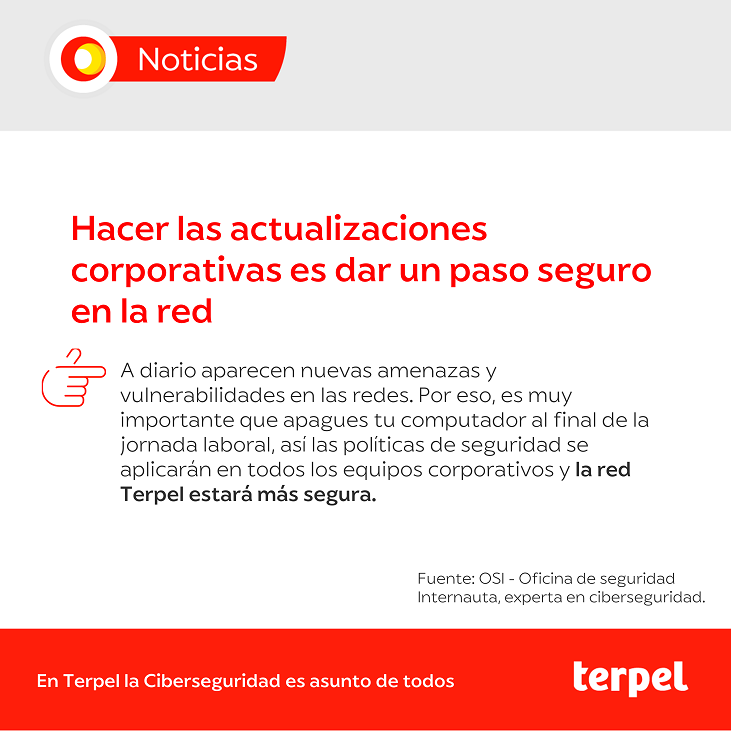 Noticias
Hacer las actualizaciones
corporativas es dar un paso seguro
en la red
A diario aparecen nuevas amenazas y
vulnerabilidades en las redes. Por eso, es muy
importante que apagues tu computador al final de la
jornada laboral, así las políticas de seguridad se
aplicarán en todos los equipos corporativos y la red
Terpel estará más segura.
Fuente: OSI - Oficina de seguridad
Internauta, experta en ciberseguridad.
En Terpel la Ciberseguridad es asunto de todos
terpel